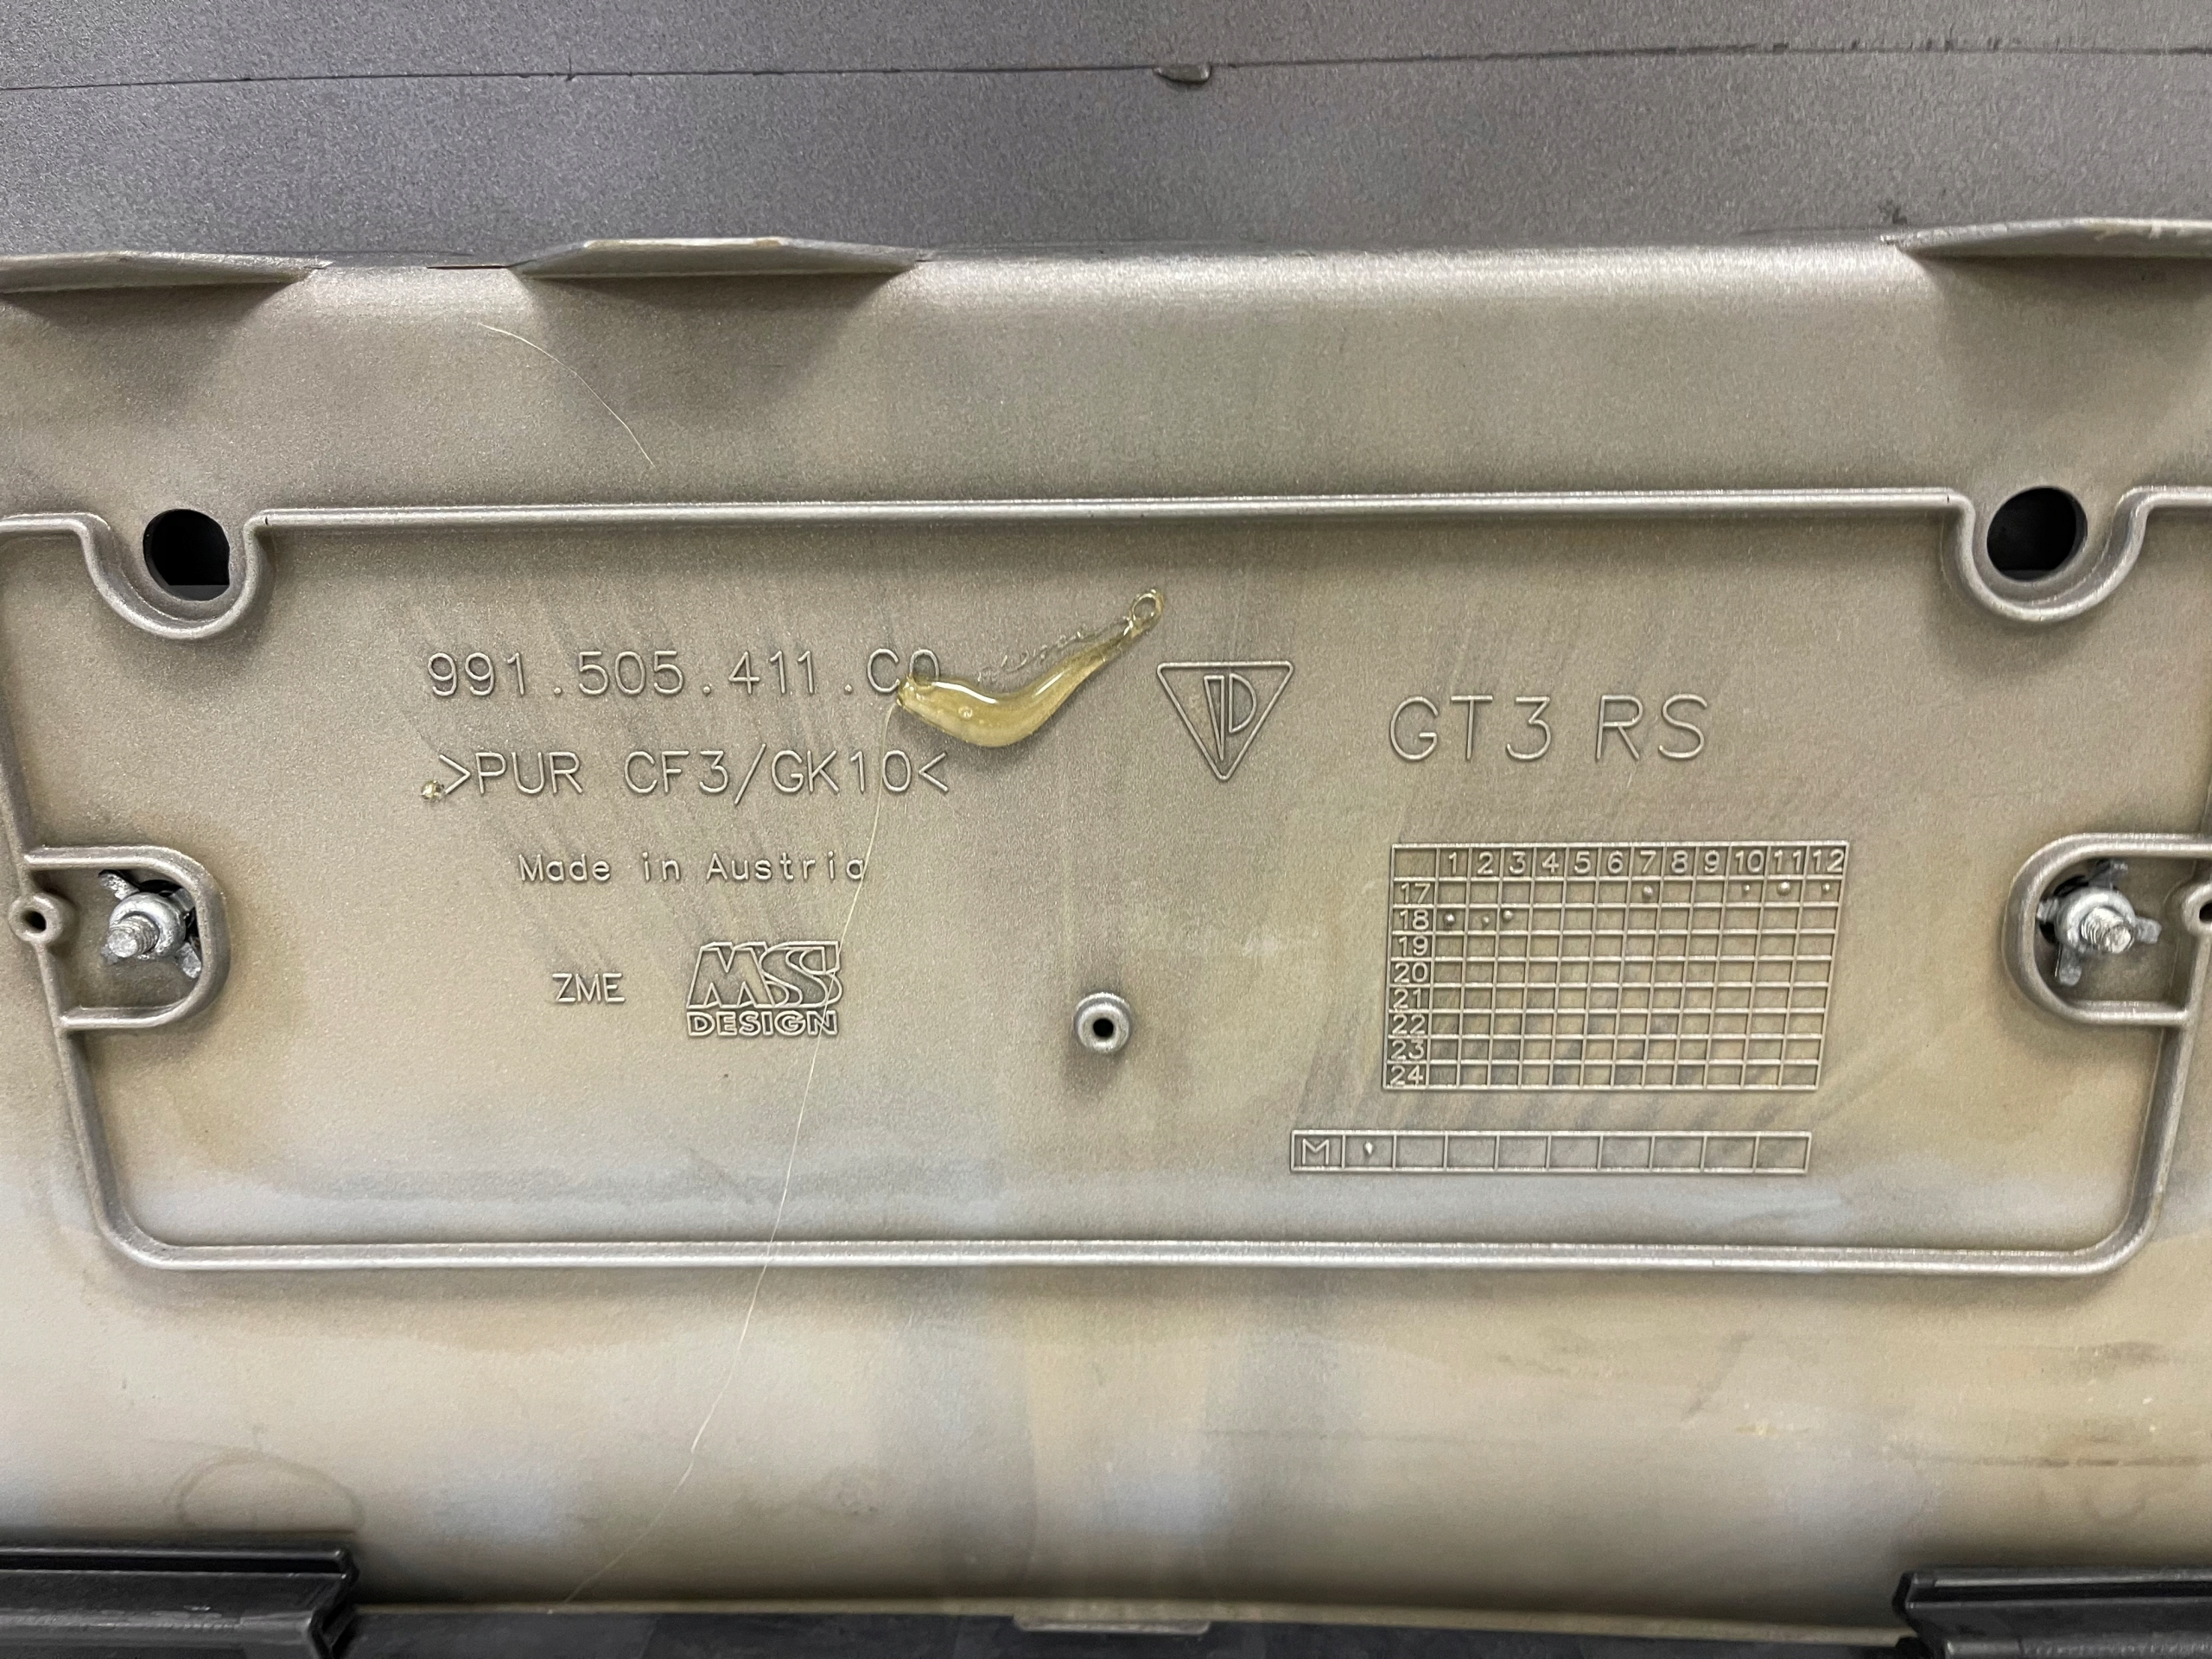 991.505.411.C0
>PUR CF3/GK10<
Made in Austria
ZME
MS DESIGN
GT3 RS
1 2 3 4 5 6 7 8 9 10 11 12
17
18
19
20
21
22
23
24
M